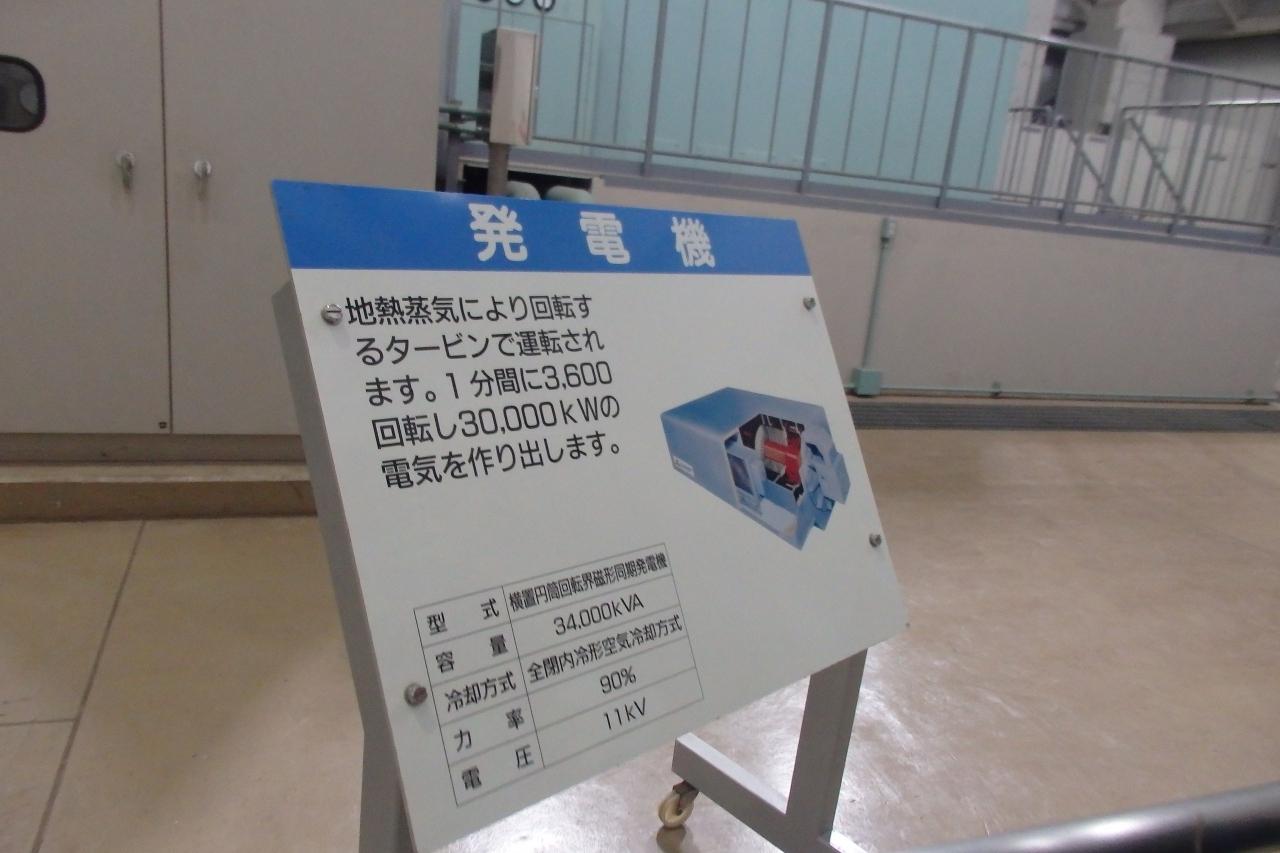 発電機
地熱蒸気により回転す
るタービンで運転され
ます。1分間に3,600
回転し30,000kWの
電気を作り出します。
型式 横置円筒回転界磁形同期発電機
容量 34,000kVA
冷却方式 全閉内冷形空気冷却方式
力率 90%
電圧 11kV